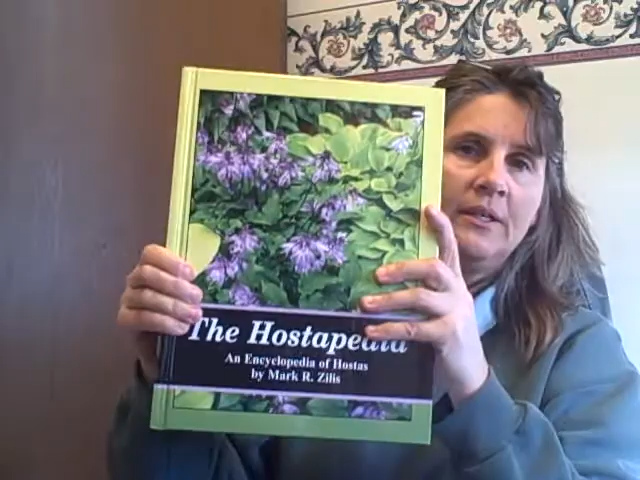 The Hostapedia
An Encyclopedia of Hostas
by Mark R. Zilis